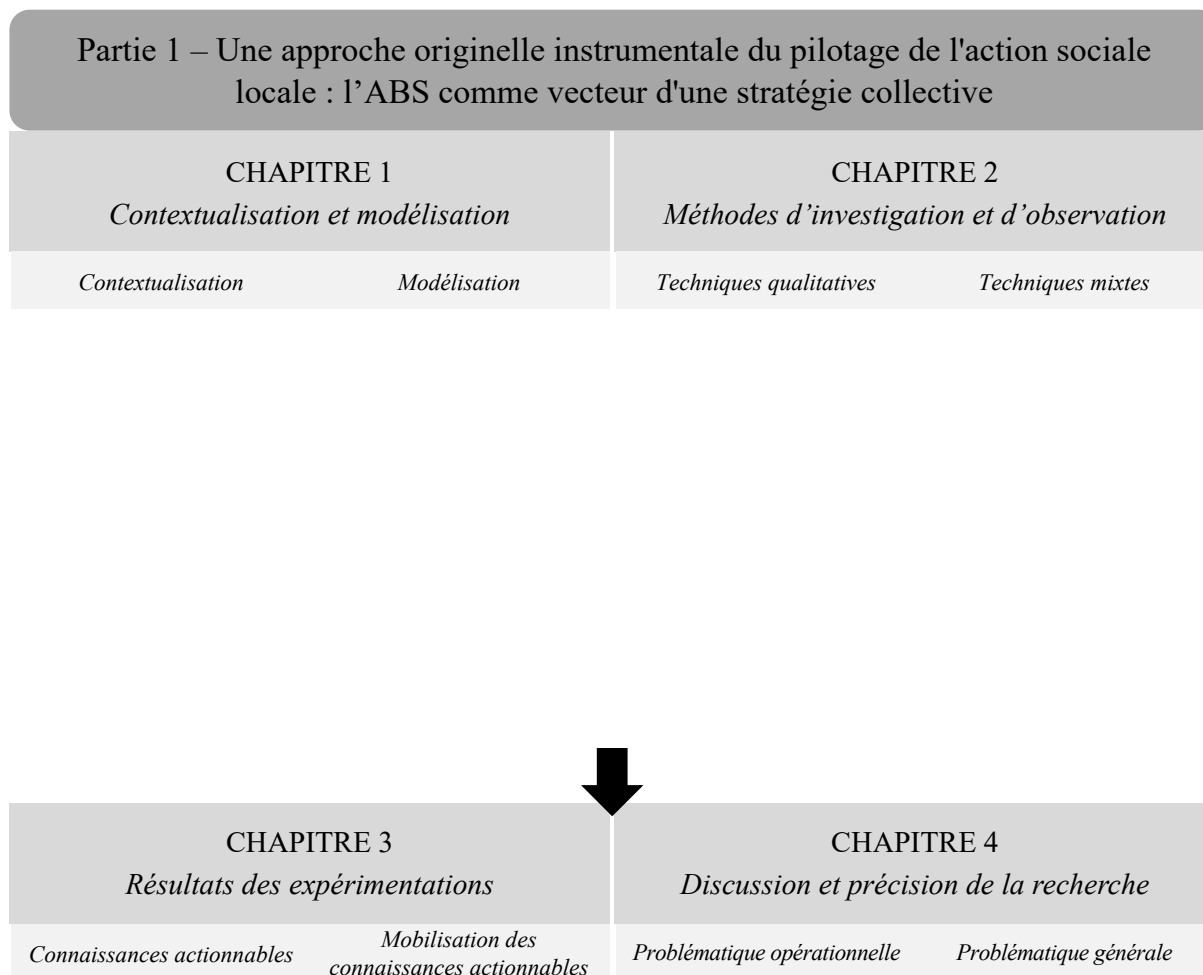 Partie 1 – Une approche originelle instrumentale du pilotage de l'action sociale
locale : l’ABS comme vecteur d'une stratégie collective
CHAPITRE 1
Contextualisation et modélisation
CHAPITRE 2
Méthodes d’investigation et d’observation
Contextualisation
Modélisation
Techniques qualitatives
Techniques mixtes
CHAPITRE 3
Résultats des expérimentations
CHAPITRE 4
Discussion et précision de la recherche
Connaissances actionnables
Mobilisation des
connaissances actionnables
Problématique opérationnelle
Problématique générale